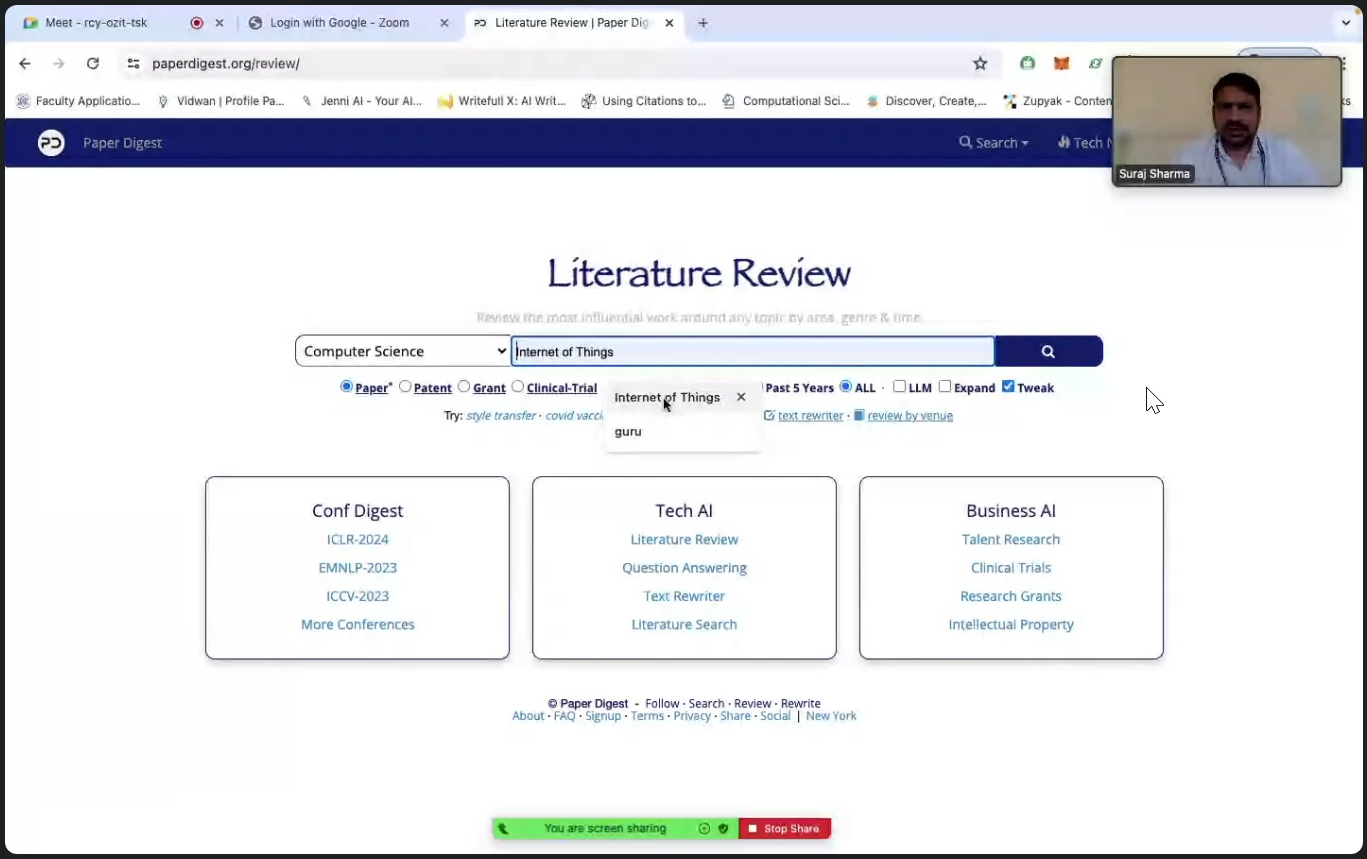 Meet - rcy-ozit-tsk
Login with Google - Zoom
Literature Review | Paper Dig
paperdigest.org/review/
Faculty Applicatio... Vidwan | Profile Pa... Jenni AI - Your AI... Writefull X: AI Writ... Using Citations to... Computational Sci... Discover, Create,... Zupyak - Conten
Paper Digest
Search
Tech N
Suraj Sharma
Literature Review
Review the most influential work around any topic by area, genre & time
Computer Science
Internet of Things
Paper* Patent Grant Clinical-Trial Past 5 Years ALL · LLM Expand Tweak
Internet of Things
Try: style transfer · covid vacci
text rewriter · review by venue
guru
Conf Digest
ICLR-2024
EMNLP-2023
ICCV-2023
More Conferences
Tech AI
Literature Review
Question Answering
Text Rewriter
Literature Search
Business AI
Talent Research
Clinical Trials
Research Grants
Intellectual Property
© Paper Digest - Follow · Search · Review · Rewrite
About · FAQ · Signup · Terms · Privacy · Share · Social | New York
You are screen sharing
Stop Share